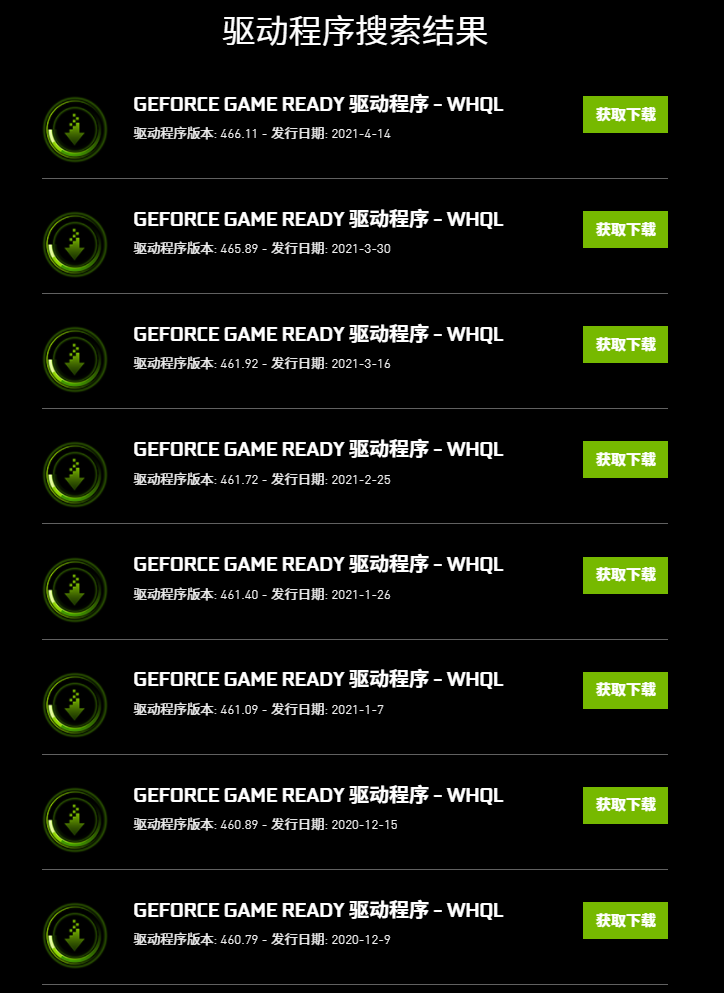 驱动程序搜索结果
GEFORCE GAME READY 驱动程序 - WHQL
获取下载
驱动程序版本: 466.11 - 发行日期: 2021-4-14
GEFORCE GAME READY 驱动程序 - WHQL
获取下载
驱动程序版本: 465.89 - 发行日期: 2021-3-30
GEFORCE GAME READY 驱动程序 - WHQL
获取下载
驱动程序版本: 461.92 - 发行日期: 2021-3-16
GEFORCE GAME READY 驱动程序 - WHQL
获取下载
驱动程序版本: 461.72 - 发行日期: 2021-2-25
GEFORCE GAME READY 驱动程序 - WHQL
获取下载
驱动程序版本: 461.40 - 发行日期: 2021-1-26
GEFORCE GAME READY 驱动程序 - WHQL
获取下载
驱动程序版本: 461.09 - 发行日期: 2021-1-7
GEFORCE GAME READY 驱动程序 - WHQL
获取下载
驱动程序版本: 460.89 - 发行日期: 2020-12-15
GEFORCE GAME READY 驱动程序 - WHQL
获取下载
驱动程序版本: 460.79 - 发行日期: 2020-12-9